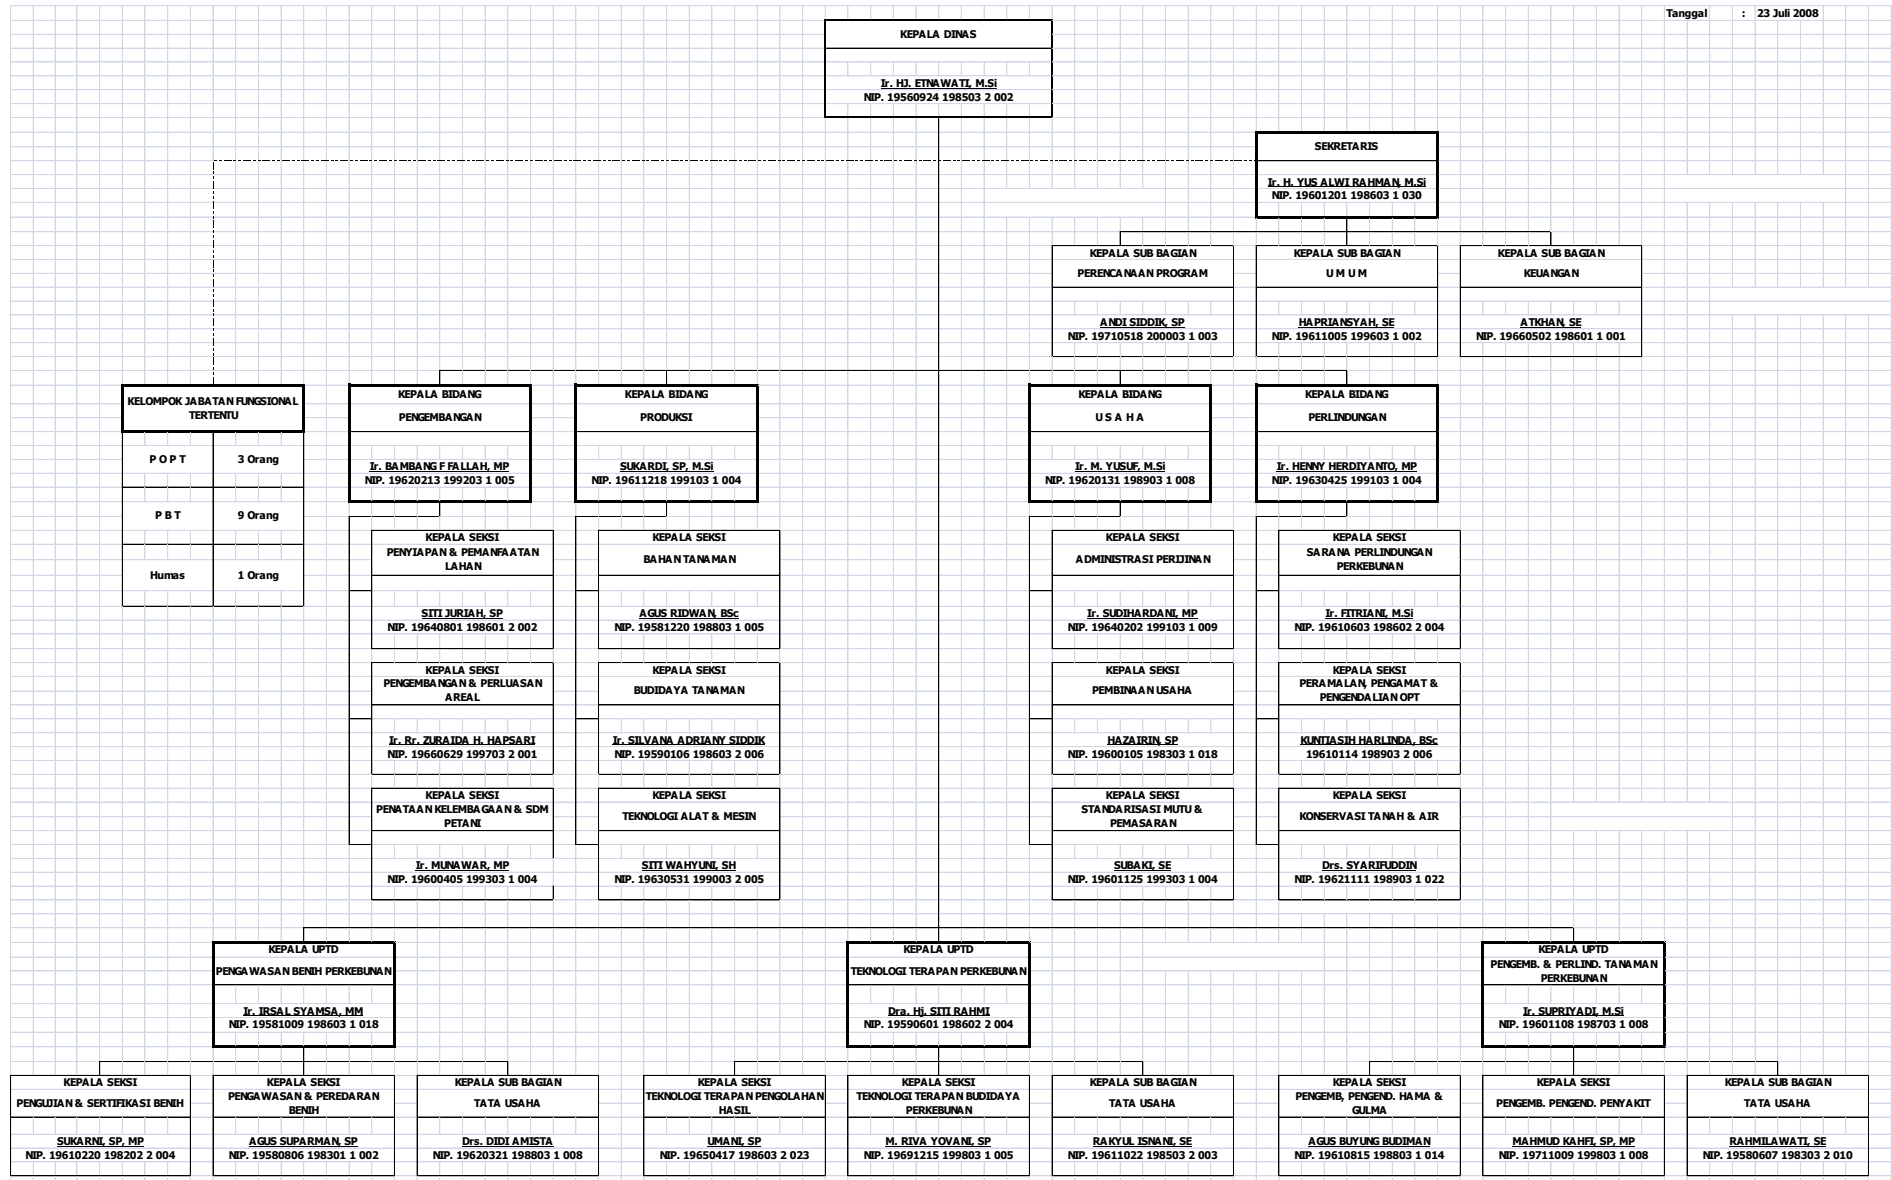 Tanggal : 23 Juli 2008
KEPALA DINAS
Ir. HJ. ETNAWATI, M.Si
NIP. 19560924 198503 2 002
SEKRETARIS
Ir. H. YUS ALWI RAHMAN, M.Si
NIP. 19601201 198603 1 030
KEPALA SUB BAGIAN
PERENCANAAN PROGRAM
ANDI SIDDIK, SP
NIP. 19710518 200003 1 003
KEPALA SUB BAGIAN
U M U M
HAPRIANSYAH, SE
NIP. 19611005 199603 1 002
KEPALA SUB BAGIAN
KEUANGAN
ATKHAN, SE
NIP. 19660502 198601 1 001
KELOMPOK JABATAN FUNGSIONAL
TERTENTU
P O P T 3 Orang
P B T 9 Orang
Humas 1 Orang
KEPALA BIDANG
PENGEMBANGAN
Ir. BAMBANG F FALLAH, MP
NIP. 19620213 199203 1 005
KEPALA BIDANG
PRODUKSI
SUKARDI, SP, M.Si
NIP. 19611218 199103 1 004
KEPALA BIDANG
U S A H A
Ir. M. YUSUF, M.Si
NIP. 19620131 198903 1 008
KEPALA BIDANG
PERLINDUNGAN
Ir. HENNY HERDIYANTO, MP
NIP. 19630425 199103 1 004
KEPALA SEKSI
PENYIAPAN & PEMANFAATAN
LAHAN
SITI JURIAH, SP
NIP. 19640801 198601 2 002
KEPALA SEKSI
BAHAN TANAMAN
AGUS RIDWAN, BSc
NIP. 19581220 198803 1 005
KEPALA SEKSI
ADMINISTRASI PERIJINAN
Ir. SUDIHARDANI, MP
NIP. 19640202 199103 1 009
KEPALA SEKSI
SARANA PERLINDUNGAN
PERKEBUNAN
Ir. FITRIANI, M.Si
NIP. 19610603 198602 2 004
KEPALA SEKSI
PENGEMBANGAN & PERLUASAN
AREAL
Ir. Rr. ZURAIDA H. HAPSARI
NIP. 19660629 199703 2 001
KEPALA SEKSI
BUDIDAYA TANAMAN
Ir. SILVANA ADRIANY SIDDIK
NIP. 19590106 198603 2 006
KEPALA SEKSI
PEMBINAAN USAHA
HAZAIRIN, SP
NIP. 19600105 198303 1 018
KEPALA SEKSI
PERAMALAN, PENGAMAT &
PENGENDALIAN OPT
KUNTIASIH HARLINDA, BSc
19610114 198903 2 006
KEPALA SEKSI
PENATAAN KELEMBAGAAN & SDM
PETANI
Ir. MUNAWAR, MP
NIP. 19600405 199303 1 004
KEPALA SEKSI
TEKNOLOGI ALAT & MESIN
SITI WAHYUNI, SH
NIP. 19630531 199003 2 005
KEPALA SEKSI
STANDARISASI MUTU &
PEMASARAN
SUBAKI, SE
NIP. 19601125 199303 1 004
KEPALA SEKSI
KONSERVASI TANAH & AIR
Drs. SYARIFUDDIN
NIP. 19621111 198903 1 022
KEPALA UPTD
PENGAWASAN BENIH PERKEBUNAN
Ir. IRSAL SYAMSA, MM
NIP. 19581009 198603 1 018
KEPALA UPTD
TEKNOLOGI TERAPAN PERKEBUNAN
Dra. Hj. SITI RAHMI
NIP. 19590601 198602 2 004
KEPALA UPTD
PENGEMB. & PERLIND. TANAMAN
PERKEBUNAN
Ir. SUPRIYADI, M.Si
NIP. 19601108 198703 1 008
KEPALA SEKSI
PENGUJIAN & SERTIFIKASI BENIH
SUKARNI, SP, MP
NIP. 19610220 198202 2 004
KEPALA SEKSI
PENGAWASAN & PEREDARAN
BENIH
AGUS SUPARMAN, SP
NIP. 19580806 198301 1 002
KEPALA SUB BAGIAN
TATA USAHA
Drs. DIDI AMISTA
NIP. 19620321 198803 1 008
KEPALA SEKSI
TEKNOLOGI TERAPAN PENGOLAHAN
HASIL
UMANI, SP
NIP. 19650417 198603 2 023
KEPALA SEKSI
TEKNOLOGI TERAPAN BUDIDAYA
PERKEBUNAN
M. RIVA YOVANI, SP
NIP. 19691215 199803 1 005
KEPALA SUB BAGIAN
TATA USAHA
RAKYUL ISNANI, SE
NIP. 19611022 198503 2 003
KEPALA SEKSI
PENGEMB, PENGEND. HAMA &
GULMA
AGUS BUYUNG BUDIMAN
NIP. 19610815 198803 1 014
KEPALA SEKSI
PENGEMB. PENGEND. PENYAKIT
MAHMUD KAHFI, SP, MP
NIP. 19711009 199803 1 008
KEPALA SUB BAGIAN
TATA USAHA
RAHMILAWATI, SE
NIP. 19580607 198303 2 010